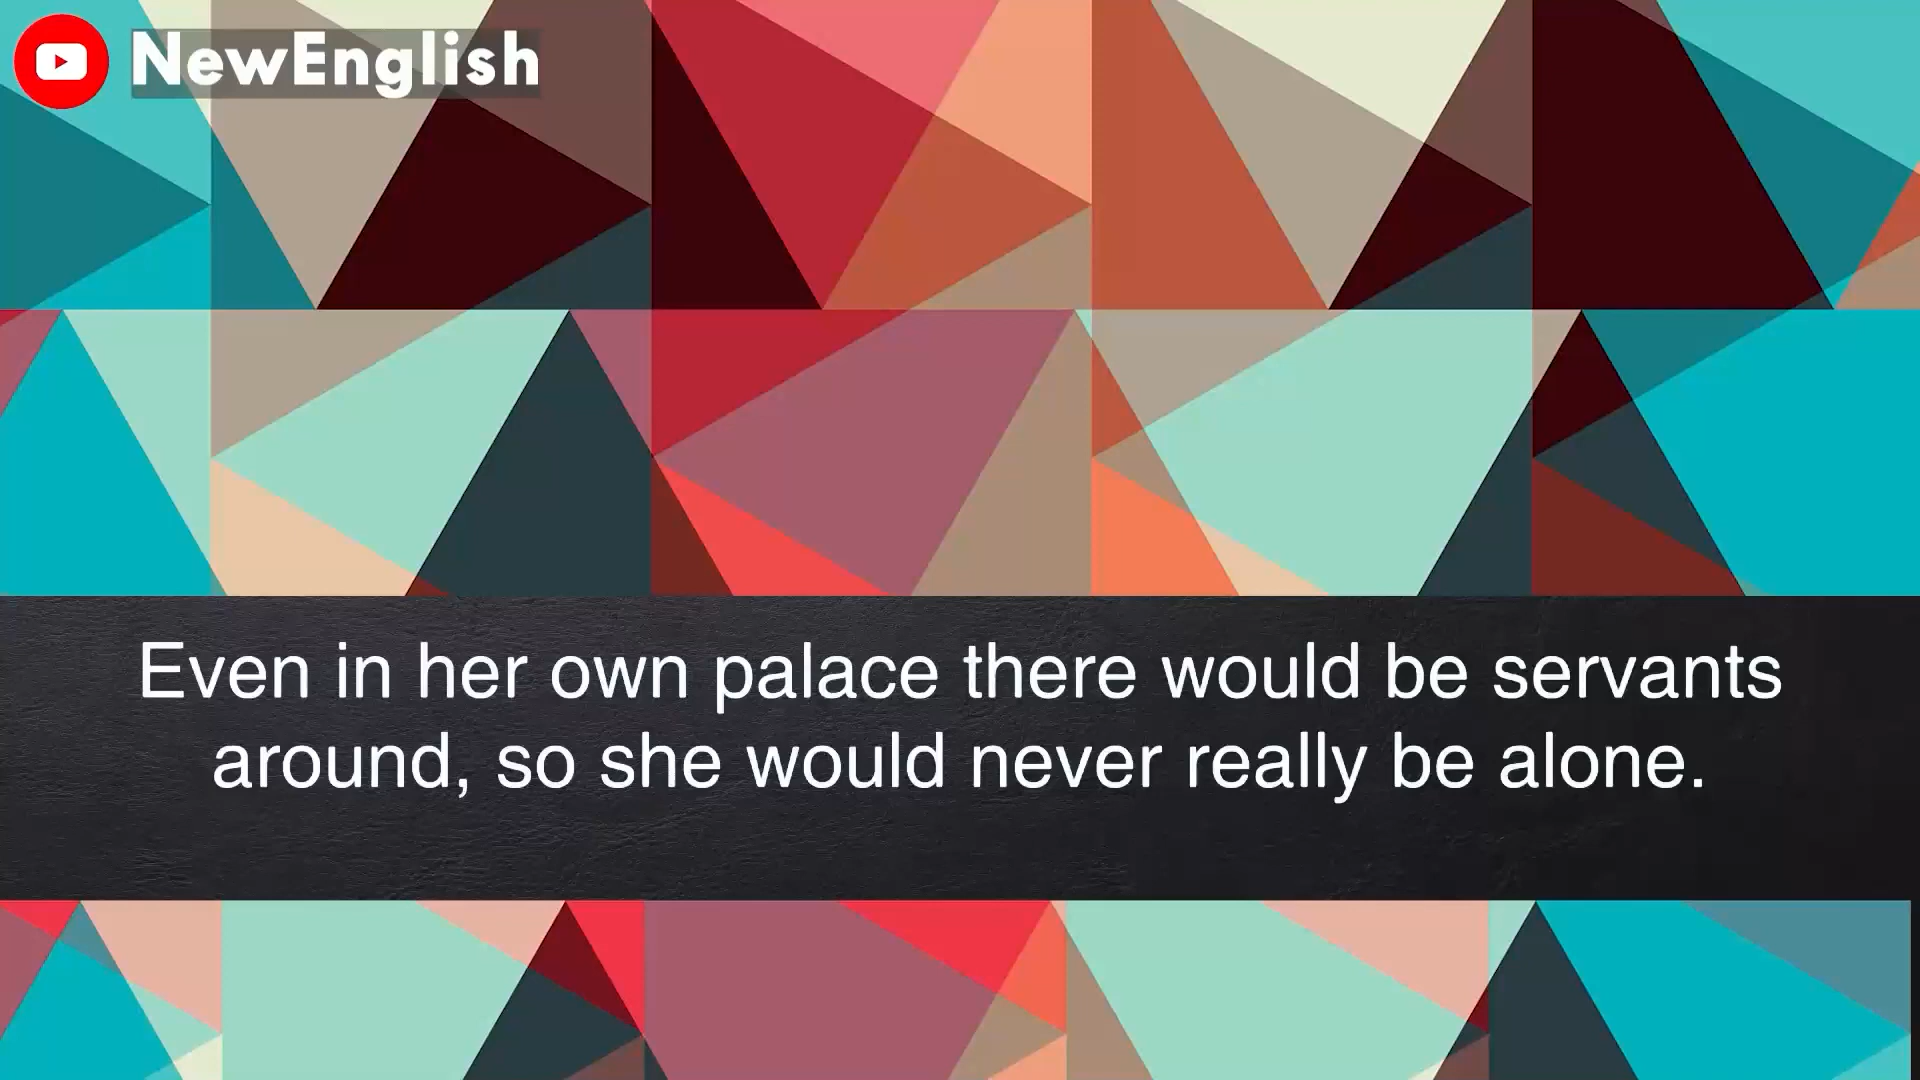 NewEnglish
Even in her own palace there would be servants
around, so she would never really be alone.